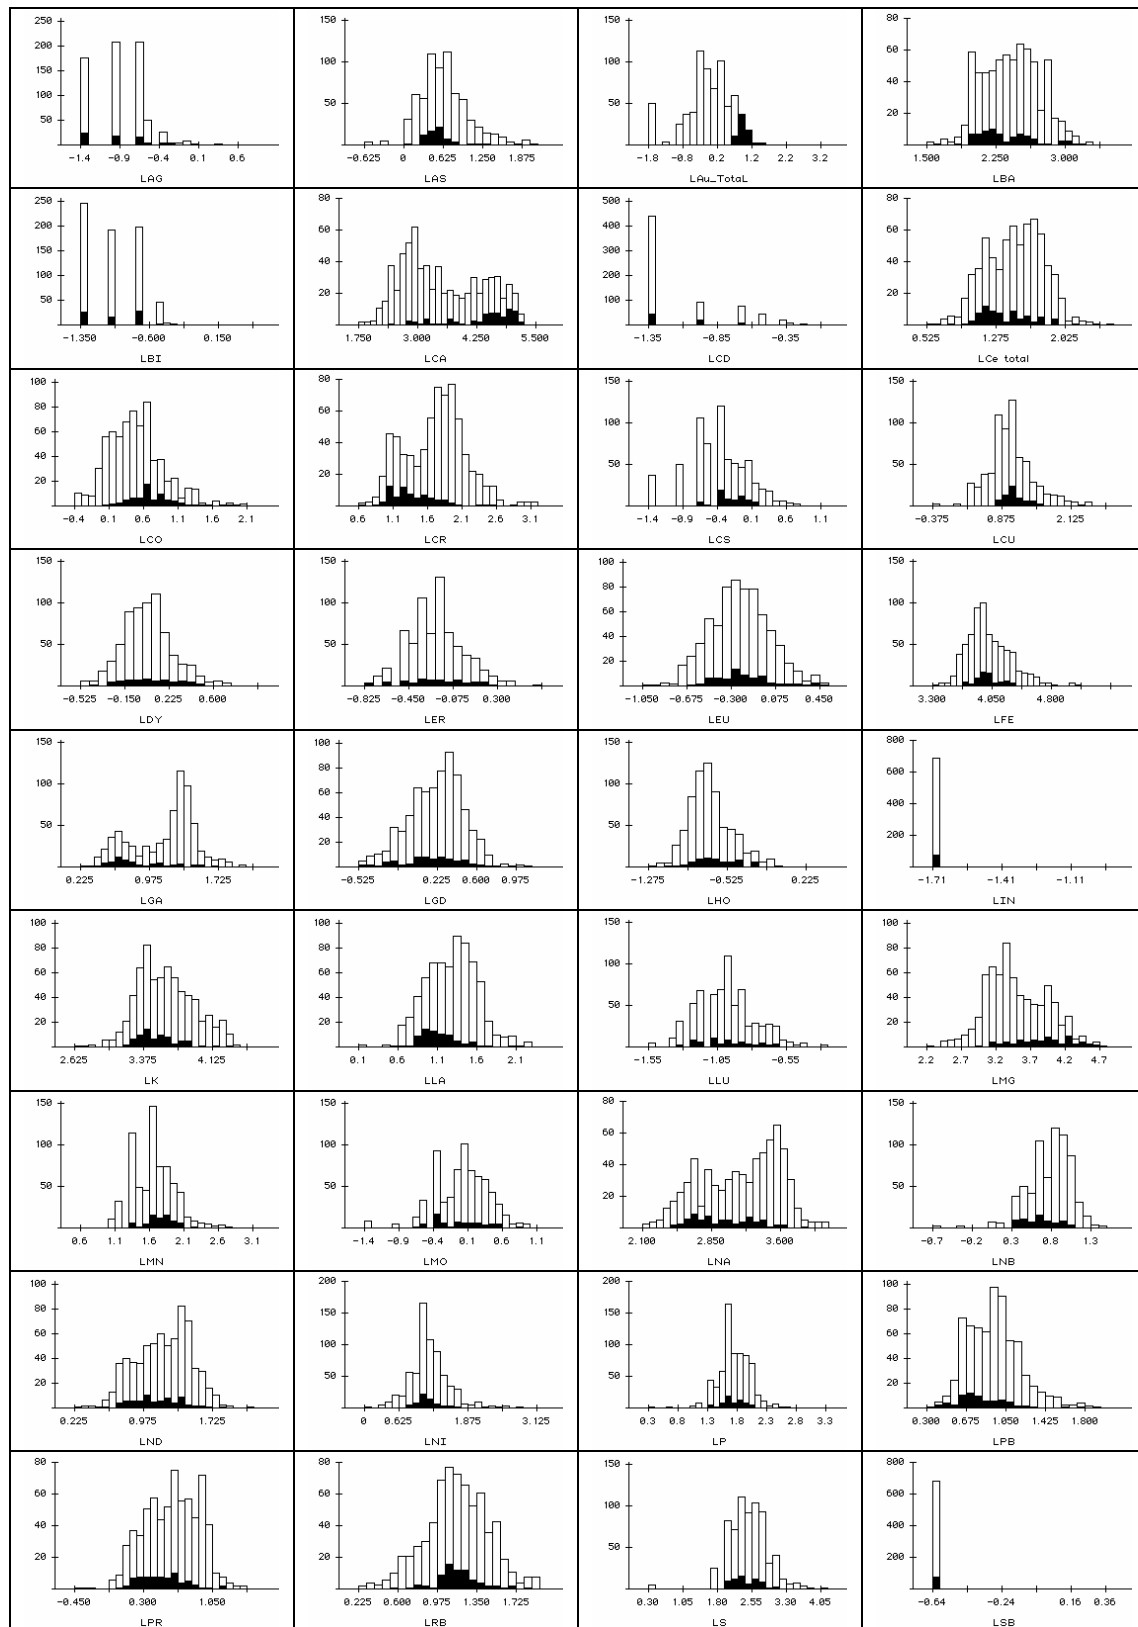 250 200 150 100 50
-1.4 -0.9 -0.4 0.1 0.6
LAG
150 100 50
-0.625 0 0.625 1.250 1.875
LAS
150 100 50
-1.8 -0.8 0.2 1.2 2.2 3.2
LAu_TotaL
80 60 40 20
1.500 2.250 3.000
LBA
250 200 150 100 50
-1.350 -0.600 0.150
LBI
80 60 40 20
1.750 3.000 4.250 5.500
LCA
500 400 300 200 100
-1.35 -0.85 -0.35
LCD
80 60 40 20
0.525 1.275 2.025
LCe total
100 80 60 40 20
-0.4 0.1 0.6 1.1 1.6 2.1
LCO
80 60 40 20
0.6 1.1 1.6 2.1 2.6 3.1
LCR
150 100 50
-1.4 -0.9 -0.4 0.1 0.6 1.1
LCS
150 100 50
-0.375 0.875 2.125
LCU
150 100 50
-0.525 -0.150 0.225 0.600
LDY
150 100 50
-0.825 -0.450 -0.075 0.300
LER
100 80 60 40 20
-1.050 -0.675 -0.300 0.075 0.450
LEU
150 100 50
3.300 4.050 4.800
LFE
150 100 50
0.225 0.975 1.725
LGA
100 80 60 40 20
-0.525 0.225 0.600 0.975
LGD
150 100 50
-1.275 -0.525 0.225
LHO
800 600 400 200
-1.71 -1.41 -1.11
LIN
100 80 60 40 20
2.625 3.375 4.125
LK
100 80 60 40 20
0.1 0.6 1.1 1.6 2.1
LLA
150 100 50
-1.55 -1.05 -0.55
LLU
100 80 60 40 20
2.2 2.7 3.2 3.7 4.2 4.7
LMG
150 100 50
0.6 1.1 1.6 2.1 2.6 3.1
LMN
150 100 50
-1.4 -0.9 -0.4 0.1 0.6 1.1
LMO
80 60 40 20
2.100 2.850 3.600
LNA
150 100 50
-0.7 -0.2 0.3 0.8 1.3
LNB
100 80 60 40 20
0.225 0.975 1.725
LND
200 150 100 50
0 0.625 1.875 3.125
LNI
200 150 100 50
0.3 0.8 1.3 1.8 2.3 2.8 3.3
LP
100 80 60 40 20
0.300 0.675 1.050 1.425 1.800
LPB
80 60 40 20
-0.450 0.300 1.050
LPR
80 60 40 20
0.225 0.600 0.975 1.350 1.725
LRB
150 100 50
0.30 1.05 1.80 2.55 3.30 4.05
LS
800 600 400 200
-0.64 -0.24 0.16 0.36
LSB